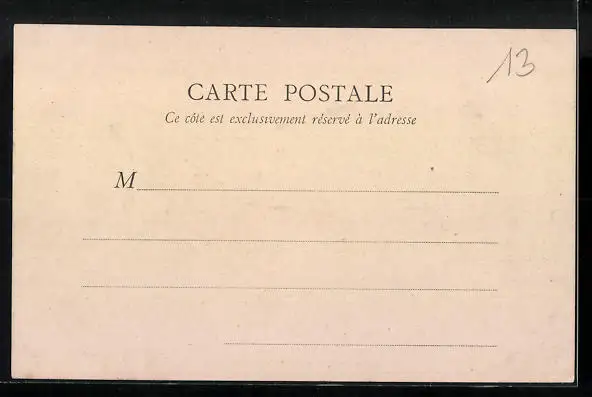 13
CARTE POSTALE
Ce côté est exclusivement réservé à l'adresse
M